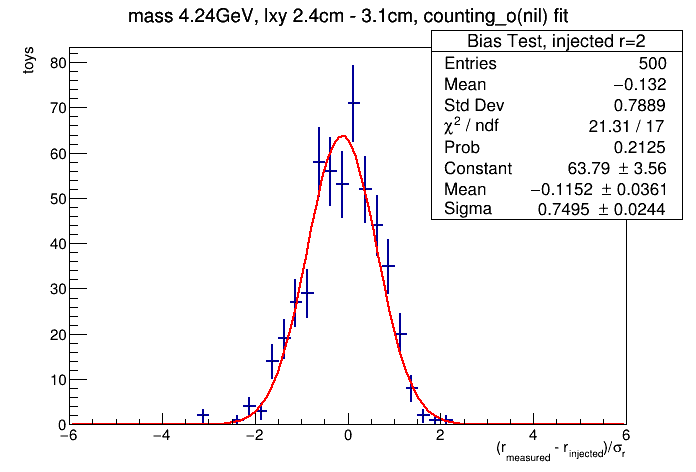 mass 4.24GeV, lxy 2.4cm - 3.1cm, counting_o(nil) fit
toys
Bias Test, injected r=2
Entries 500
Mean −0.132
Std Dev 0.7889
χ² / ndf 21.31 / 17
Prob 0.2125
Constant 63.79 ± 3.56
Mean −0.1152 ± 0.0361
Sigma 0.7495 ± 0.0244
80
70
60
50
40
30
20
10
0
−6 −4 −2 0 2 4 6
(r_measured - r_injected)/σ_r